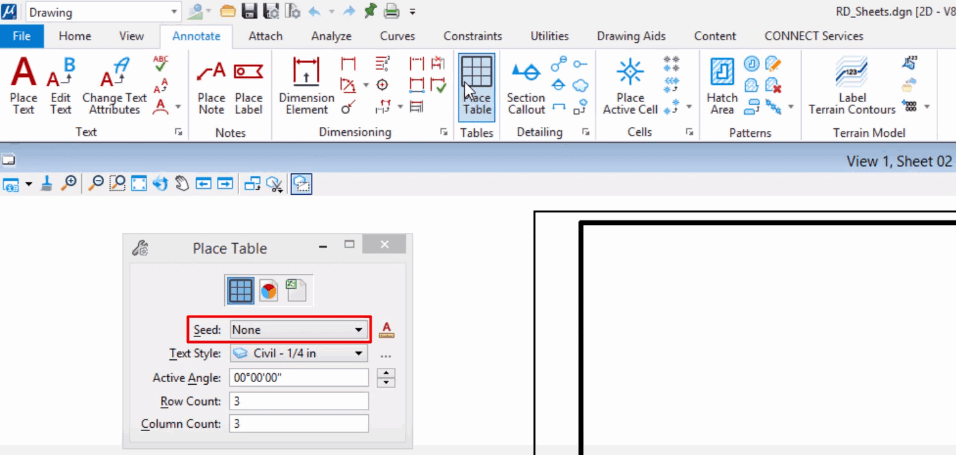 Drawing
RD_Sheets.dgn [2D - V8
File Home View Annotate Attach Analyze Curves Constraints Utilities Drawing Aids Content CONNECT Services
Place Text
Edit Text
Change Text Attributes
ABC
Text
Place Note
Place Label
Notes
Dimension Element
Dimensioning
Place Table
Tables
Section Callout
Detailing
Place Active Cell
Cells
Hatch Area
Patterns
123
Label Terrain Contours
Terrain Model
View 1, Sheet 02
Place Table
Seed: None
Text Style: Civil - 1/4 in ...
Active Angle: 00°00'00"
Row Count: 3
Column Count: 3